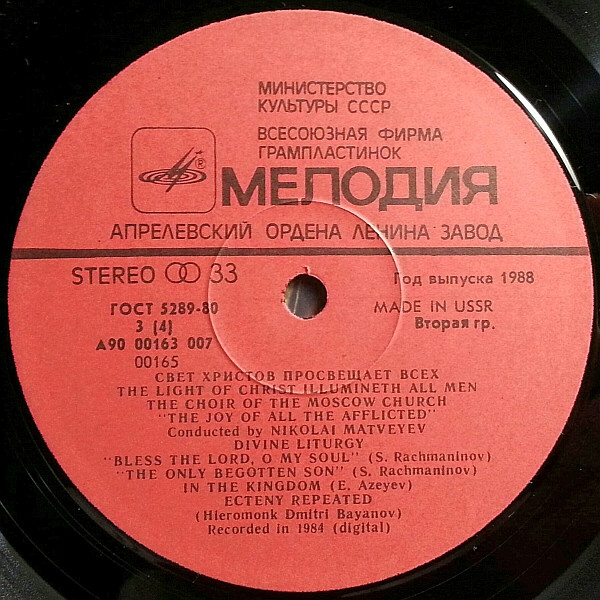 МИНИСТЕРСТВО
КУЛЬТУРЫ СССР
ВСЕСОЮЗНАЯ ФИРМА
ГРАМПЛАСТИНОК
®
МЕЛОДИЯ
АПРЕЛЕВСКИЙ ОРДЕНА ЛЕНИНА ЗАВОД
STEREO 33
Год выпуска 1988
ГОСТ 5289-80
MADE IN USSR
3 (4)
Вторая гр.
А90 00163 007
00165
СВЕТ ХРИСТОВ ПРОСВЕЩАЕТ ВСЕХ
THE LIGHT OF CHRIST ILLUMINETH ALL MEN
THE CHOIR OF THE MOSCOW CHURCH
"THE JOY OF ALL THE AFFLICTED"
Conducted by NIKOLAI MATVEYEV
DIVINE LITURGY
"BLESS THE LORD, O MY SOUL" (S. Rachmaninov)
"THE ONLY BEGOTTEN SON" (S. Rachmaninov)
IN THE KINGDOM (E. Azeyev)
ECTENY REPEATED
(Hieromonk Dmitri Bayanov)
Recorded in 1984 (digital)